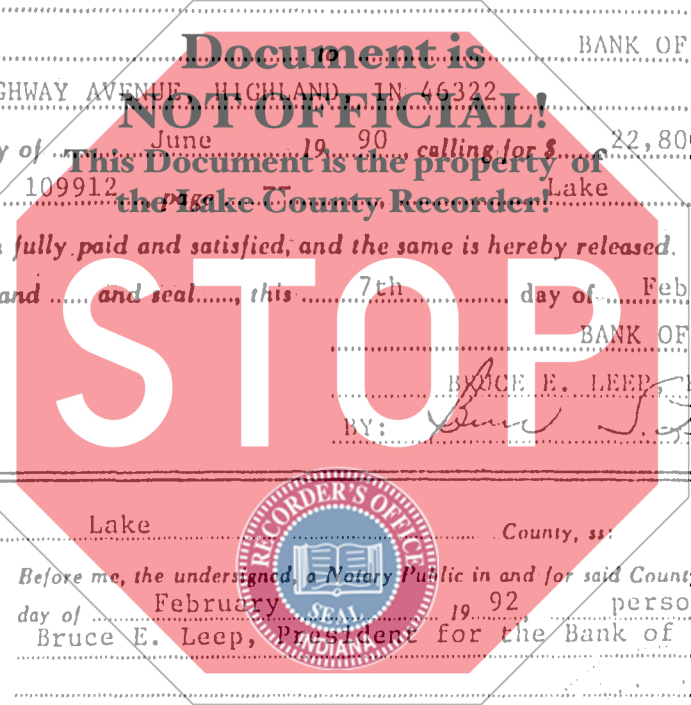 Document is
BANK OF
GHWAY AVENUE, HIGHLAND, IN 46322
NOT OFFICIAL!
y of June 19 90 calling for $ 22,80
This Document is the property of
109912 page -- Lake
the Lake County Recorder!
fully paid and satisfied, and the same is hereby released.
and and seal, this 7th day of Feb
BANK OF
STOP
BRUCE E. LEEP,
BY:
RECORDER'S OFFICE
Lake County, ss:
Before me, the undersigned, a Notary Public in and for said Count
day of February 19 92 perso
SEAL
Bruce E. Leep, President for the Bank of
INDIANA